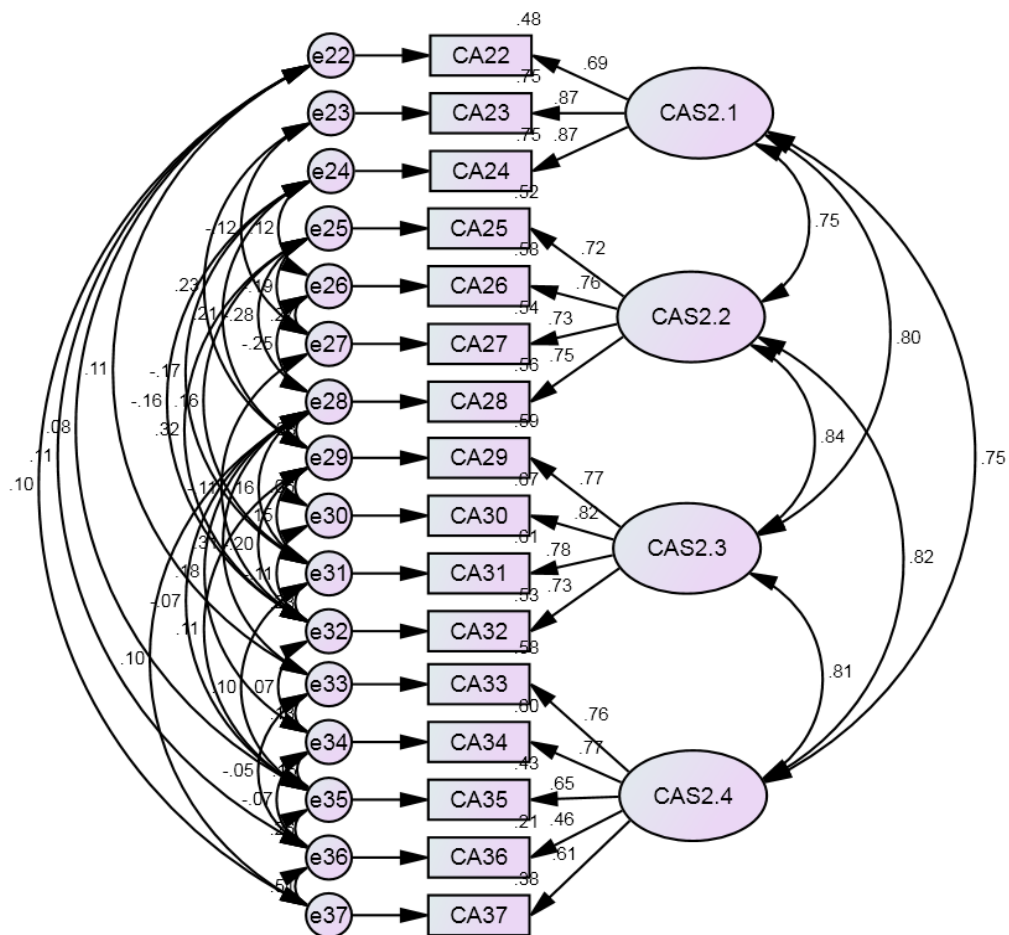 .48
e22 CA22 .69
.75
e23 CA23 .87 CAS2.1
.75 .87
e24 CA24
.52
e25 CA25 .72 .75
.58
e26 CA26 .76
.54
e27 CA27 .73 CAS2.2
.56 .75
e28 CA28
.59
e29 CA29 .77
.67
e30 CA30 .82
.61
e31 CA31 .78 CAS2.3
.53 .73
e32 CA32
.58
e33 CA33 .76
.60
e34 CA34 .77
.43
e35 CA35 .65 CAS2.4
.21 .46
e36 CA36 .61
.38
e37 CA37
.80
.84
.75
.82
.81
-.12
.12
.23
.21
-.28
-.25
.11
-.17
-.16
.16
.32
.08
.11
.10
.16
-.11
.20
.18
-.07
.11
.10
.10
.07
-.05
-.07